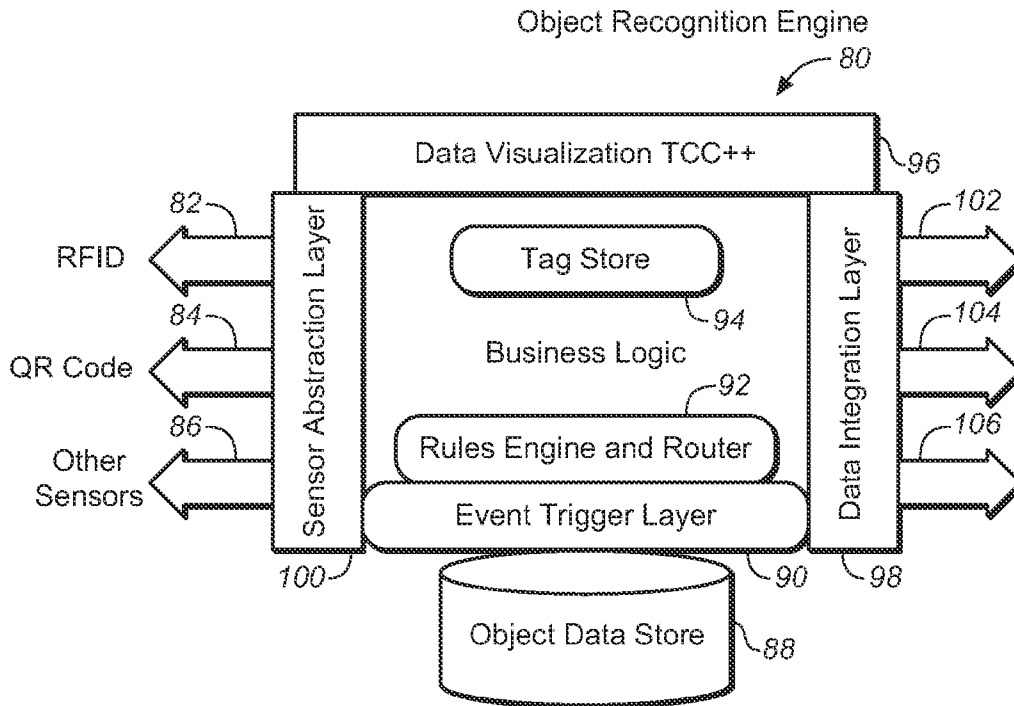 Object Recognition Engine
80
Data Visualization TCC++
96
82
RFID
84
QR Code
86
Other
Sensors
Sensor Abstraction Layer
100
Tag Store
94
Business Logic
92
Rules Engine and Router
Event Trigger Layer
90
Data Integration Layer
98
102
104
106
Object Data Store
88